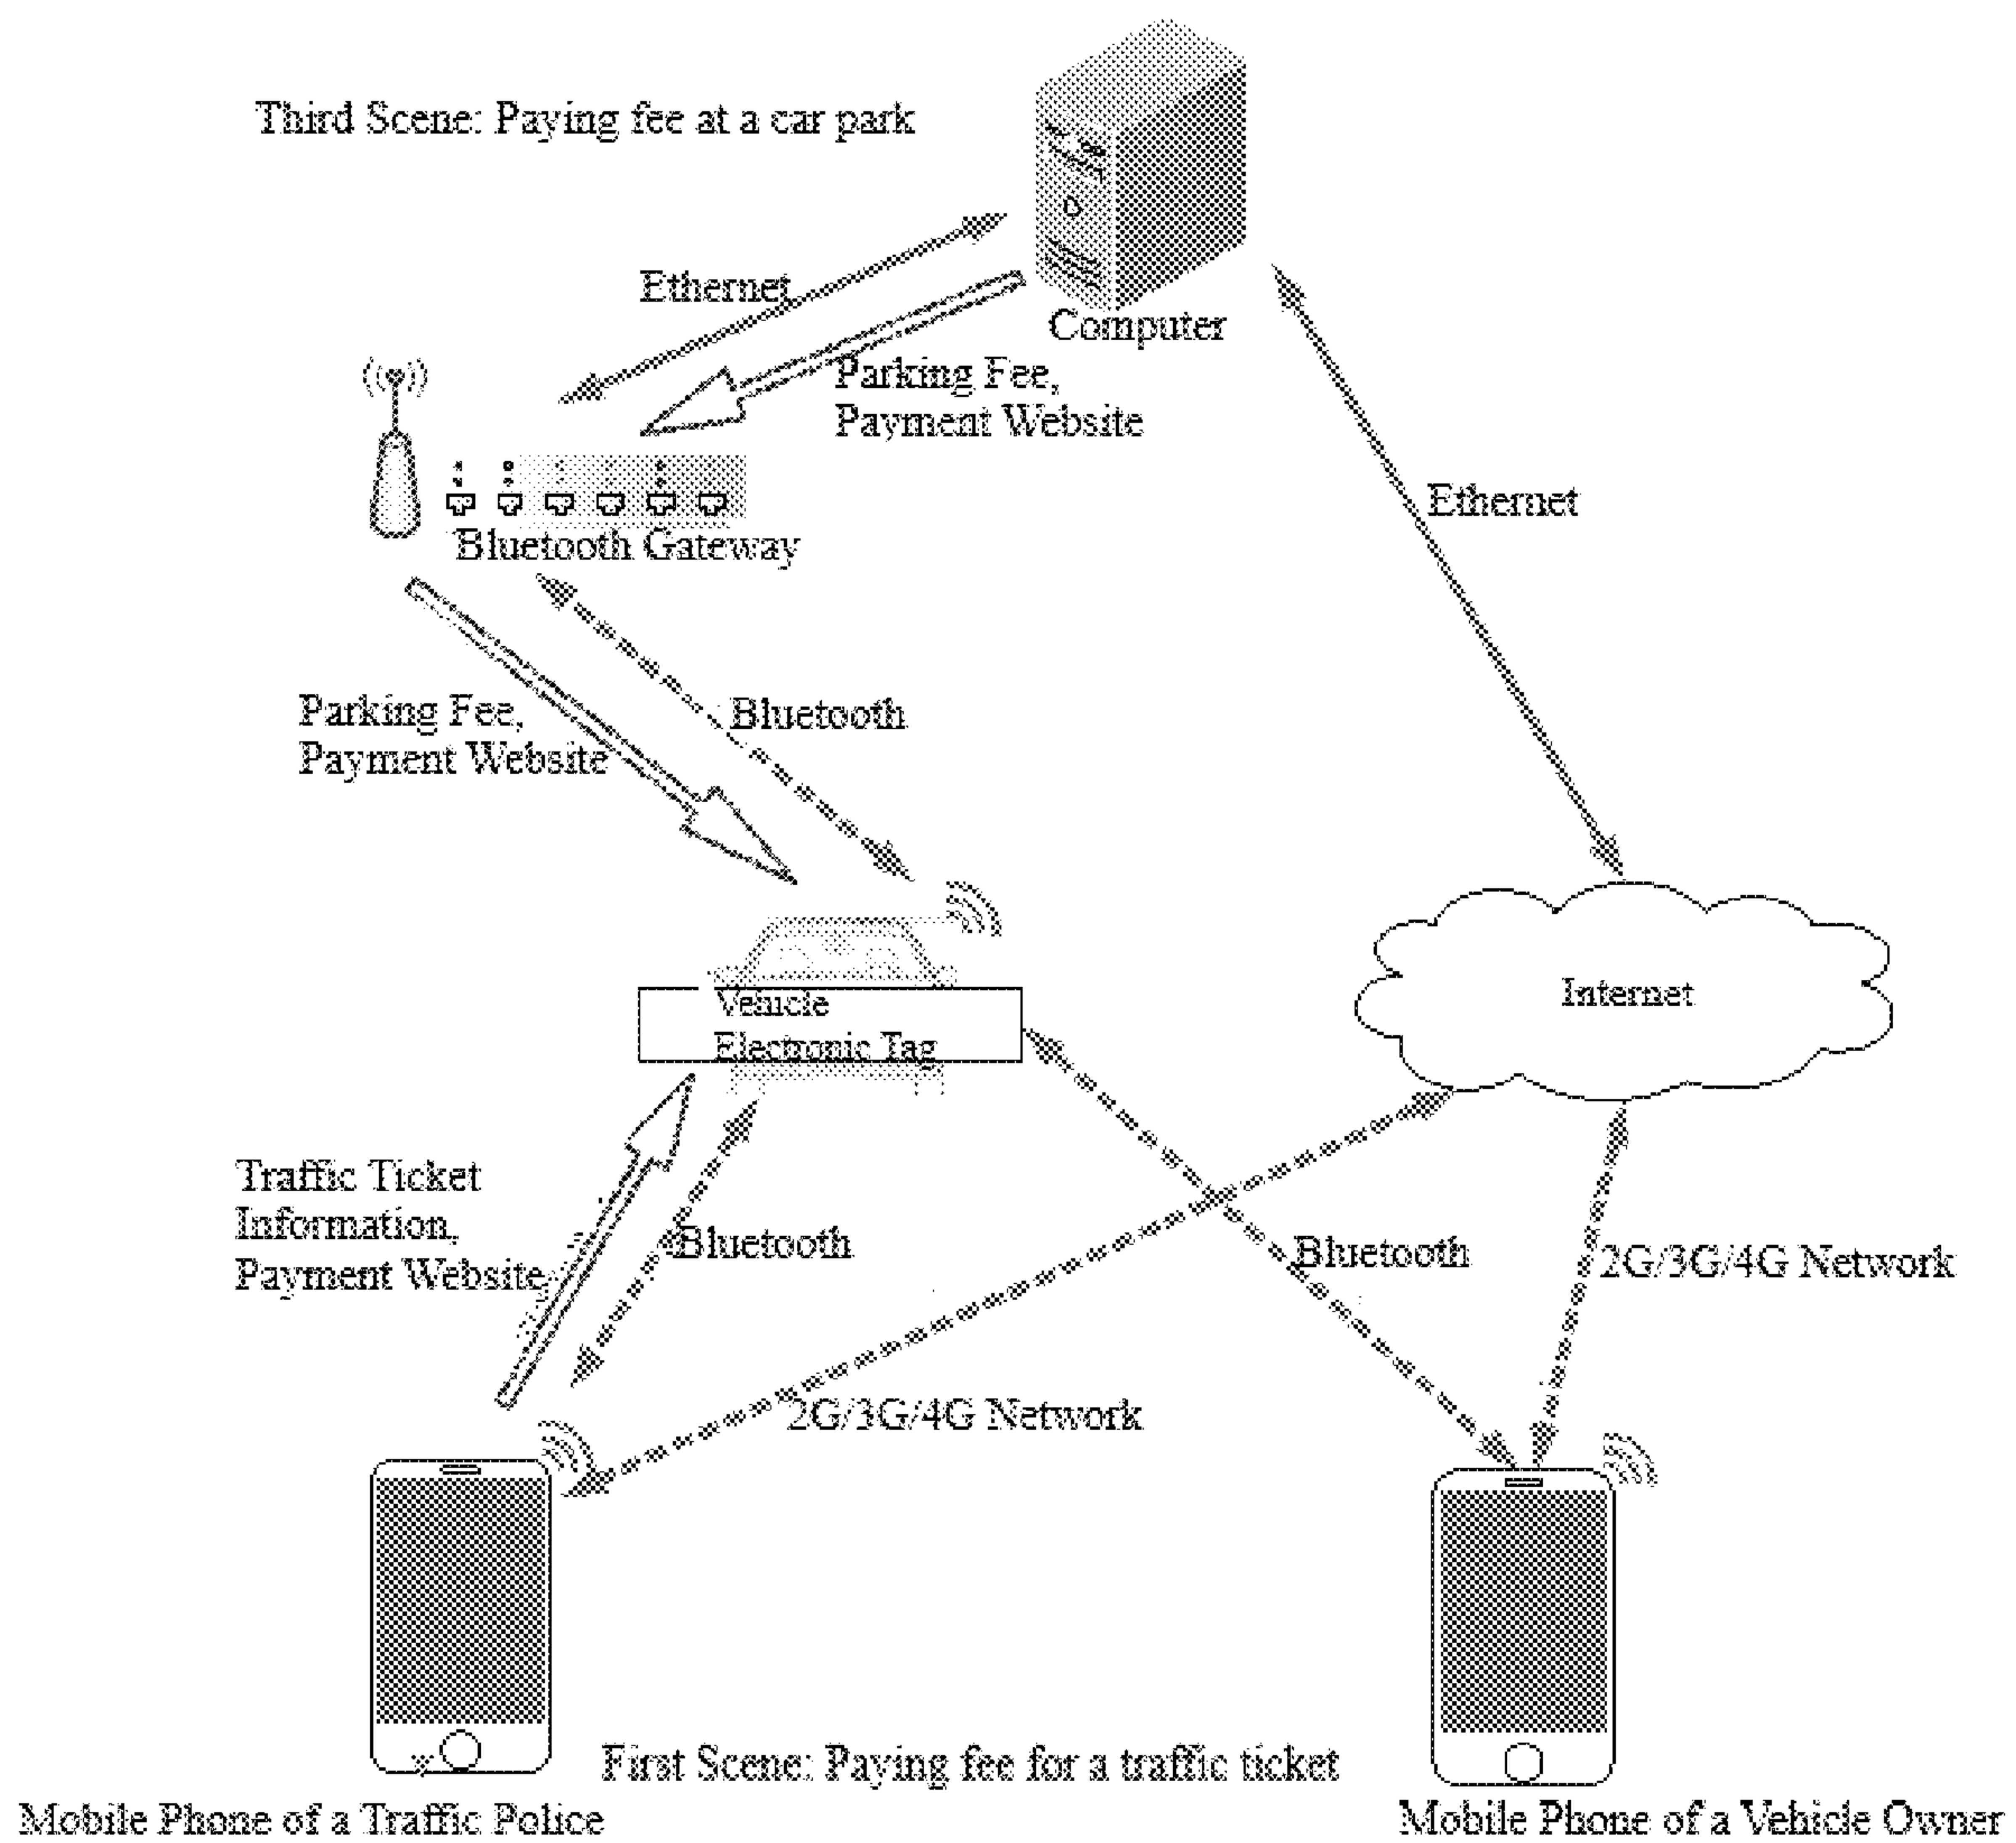 Third Scene: Paying fee at a car park
Ethernet
Computer
Parking Fee,
Payment Website
Ethernet
Bluetooth Gateway
Parking Fee,
Payment Website
Bluetooth
Vehicle
Electronic Tag
Internet
Traffic Ticket
Information,
Payment Website
Bluetooth
Bluetooth
2G/3G/4G Network
2G/3G/4G Network
First Scene: Paying fee for a traffic ticket
Mobile Phone of a Traffic Police
Mobile Phone of a Vehicle Owner